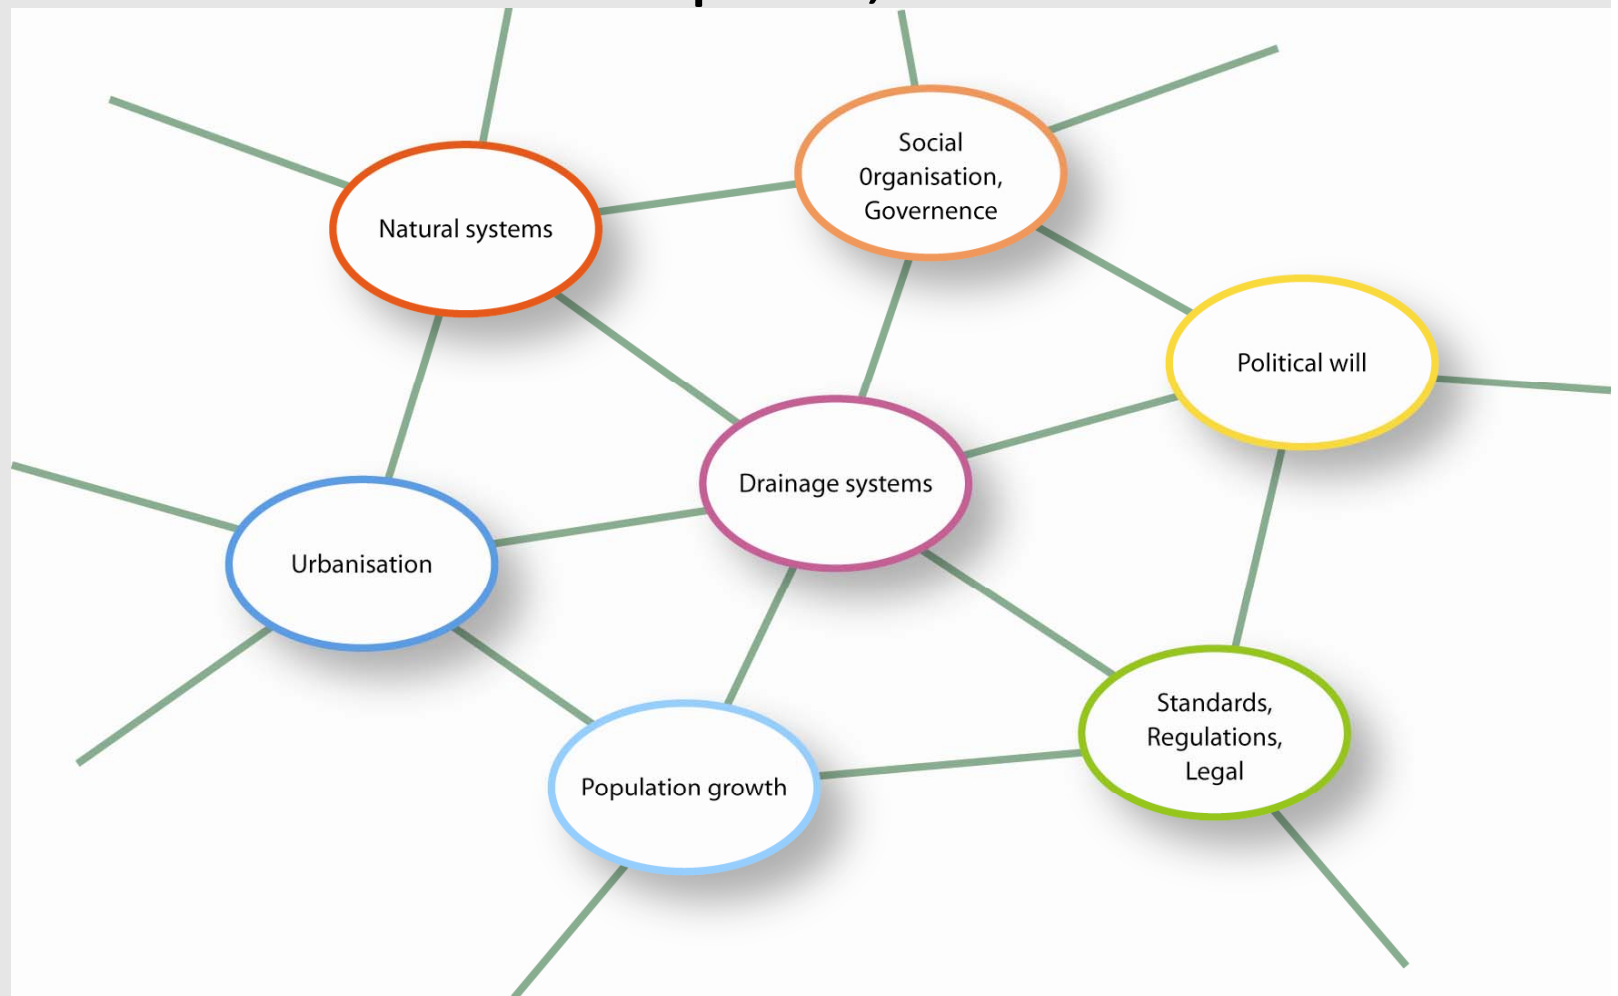 Natural systems
Social
0rganisation,
Governence
Political will
Drainage systems
Urbanisation
Population growth
Standards,
Regulations,
Legal